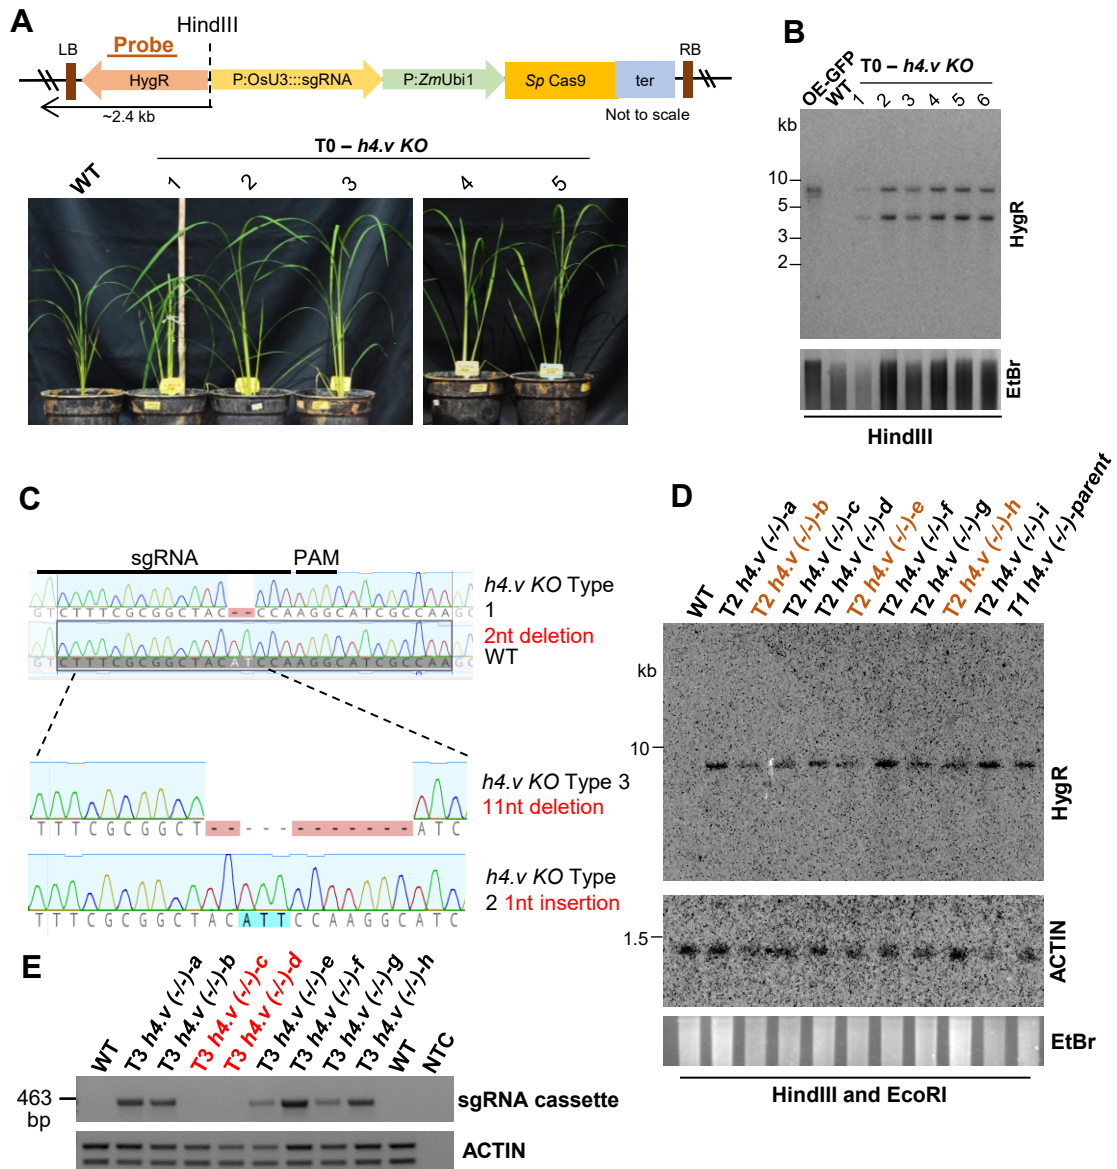 A
HindIII
LB
Probe
RB
HygR
P:OsU3:::sgRNA
P:ZmUbi1
Sp Cas9
ter
~2.4 kb
Not to scale
T0 – h4.v KO
WT
1
2
3
4
5
B
OE-GFP
WT
T0 – h4.v KO
1
2
3
4
5
6
kb
10
5
3
2
HygR
EtBr
HindIII
C
sgRNA
PAM
h4.v KO Type
1
2nt deletion
GTCTTTCGCGGCTAC--CCAAGGCATCGCCAAGC
WT
GTCTTTCGCGGCTACATCCAAGGCATCGCCAAGC
h4.v KO Type 3
11nt deletion
TTTCGCGGCT-----------ATC
h4.v KO Type
2 1nt insertion
TTTCGCGGCTACATTCCAAGGCATC
D
WT
T2 h4.v (-/-)-a
T2 h4.v (-/-)-b
T2 h4.v (-/-)-c
T2 h4.v (-/-)-d
T2 h4.v (-/-)-e
T2 h4.v (-/-)-f
T2 h4.v (-/-)-g
T2 h4.v (-/-)-h
T2 h4.v (-/-)-i
T1 h4.v (-/-)-parent
kb
10
HygR
1.5
ACTIN
EtBr
HindIII and EcoRI
E
WT
T3 h4.v (-/-)-a
T3 h4.v (-/-)-b
T3 h4.v (-/-)-c
T3 h4.v (-/-)-d
T3 h4.v (-/-)-e
T3 h4.v (-/-)-f
T3 h4.v (-/-)-g
T3 h4.v (-/-)-h
WT
NTC
463
bp
sgRNA cassette
ACTIN